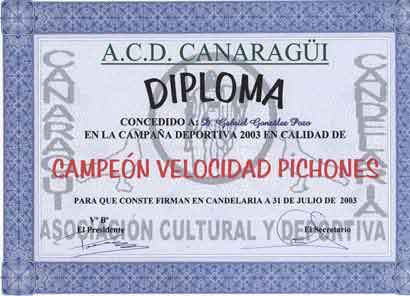 A.C.D. CANARAGÜI
DIPLOMA
CONCEDIDO A: D. Gabriel González Pozo
EN LA CAMPAÑA DEPORTIVA 2003 EN CALIDAD DE
CAMPEÓN VELOCIDAD PICHONES
PARA QUE CONSTE FIRMAN EN CANDELARIA A 31 DE JULIO DE 2003
Vº Bº
El Presidente
El Secretario
CANARAGUI
CANDELARIA
ASOCIACIÓN CULTURAL Y DEPORTIVA